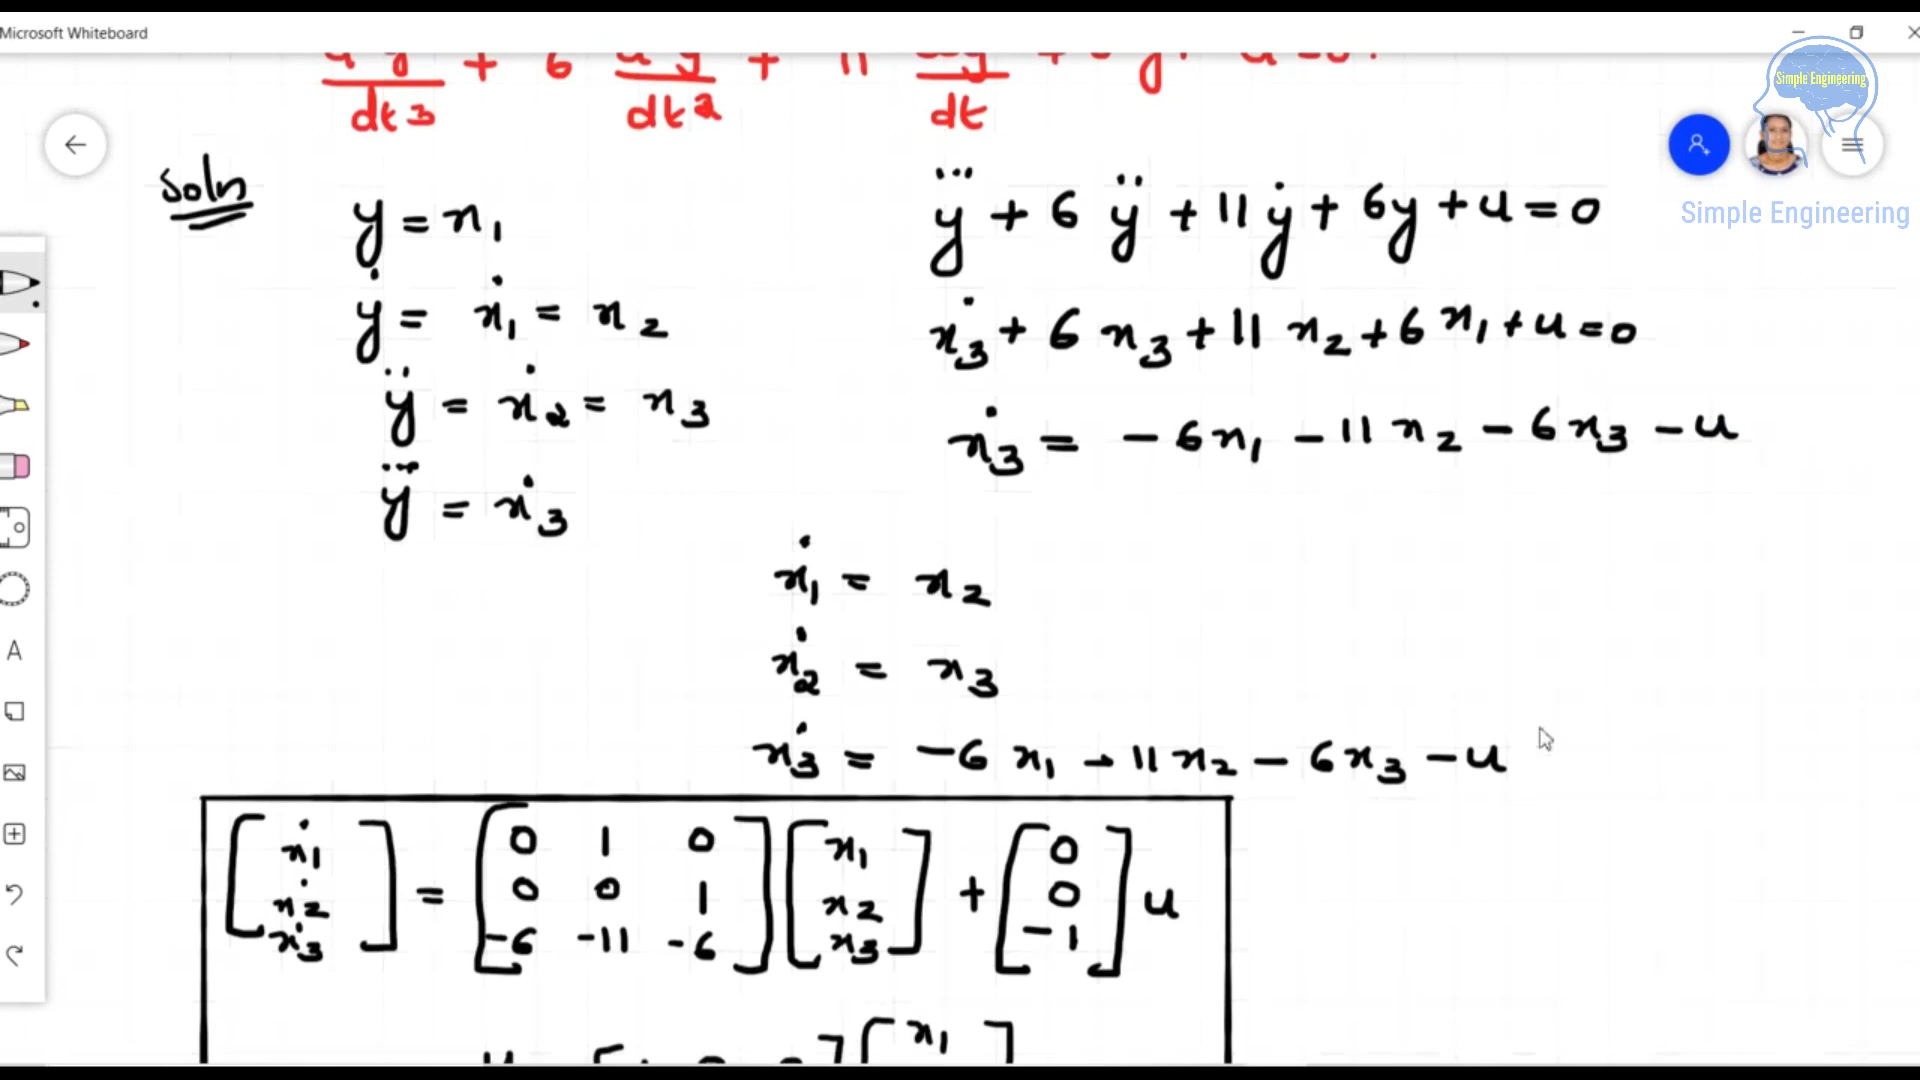 Microsoft Whiteboard
dt3 + 6 dt2 + 11 dt
Simple Engineering
Simple Engineering
Soln
y = x1
ẏ = ẋ1 = x2
ÿ = ẋ2 = x3
y⃛ = ẋ3
y⃛ + 6 ÿ + 11 ẏ + 6y + u = 0
ẋ3 + 6 x3 + 11 x2 + 6 x1 + u = 0
ẋ3 = - 6x1 - 11 x2 - 6x3 - u
ẋ1 = x2
ẋ2 = x3
ẋ3 = -6 x1 - 11 x2 - 6 x3 - u
[ẋ1 ẋ2 ẋ3] = [0 1 0 0 0 1 -6 -11 -6] [x1 x2 x3] + [0 0 -1] u
x1
A